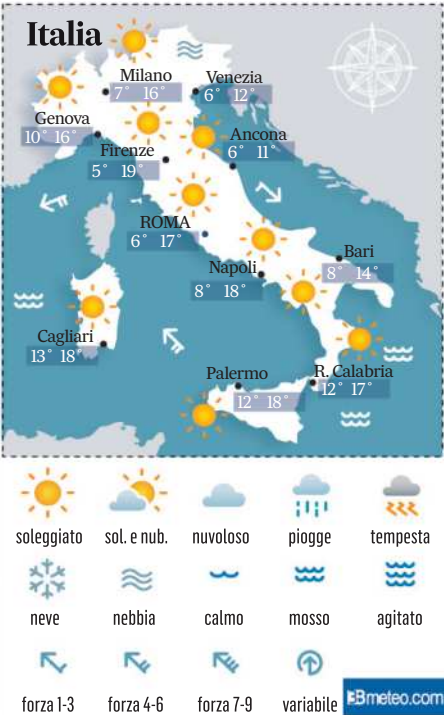 Italia
Milano
7° 16°
Venezia
6° 12°
Genova
10° 16°
Firenze
5° 19°
Ancona
6° 11°
ROMA
6° 17°
Bari
8° 14°
Napoli
8° 18°
Cagliari
13° 18°
Palermo
12° 18°
R. Calabria
12° 17°
soleggiato sol. e nub. nuvoloso piogge tempesta
neve nebbia calmo mosso agitato
forza 1-3 forza 4-6 forza 7-9 variabile
3Bmeteo.com